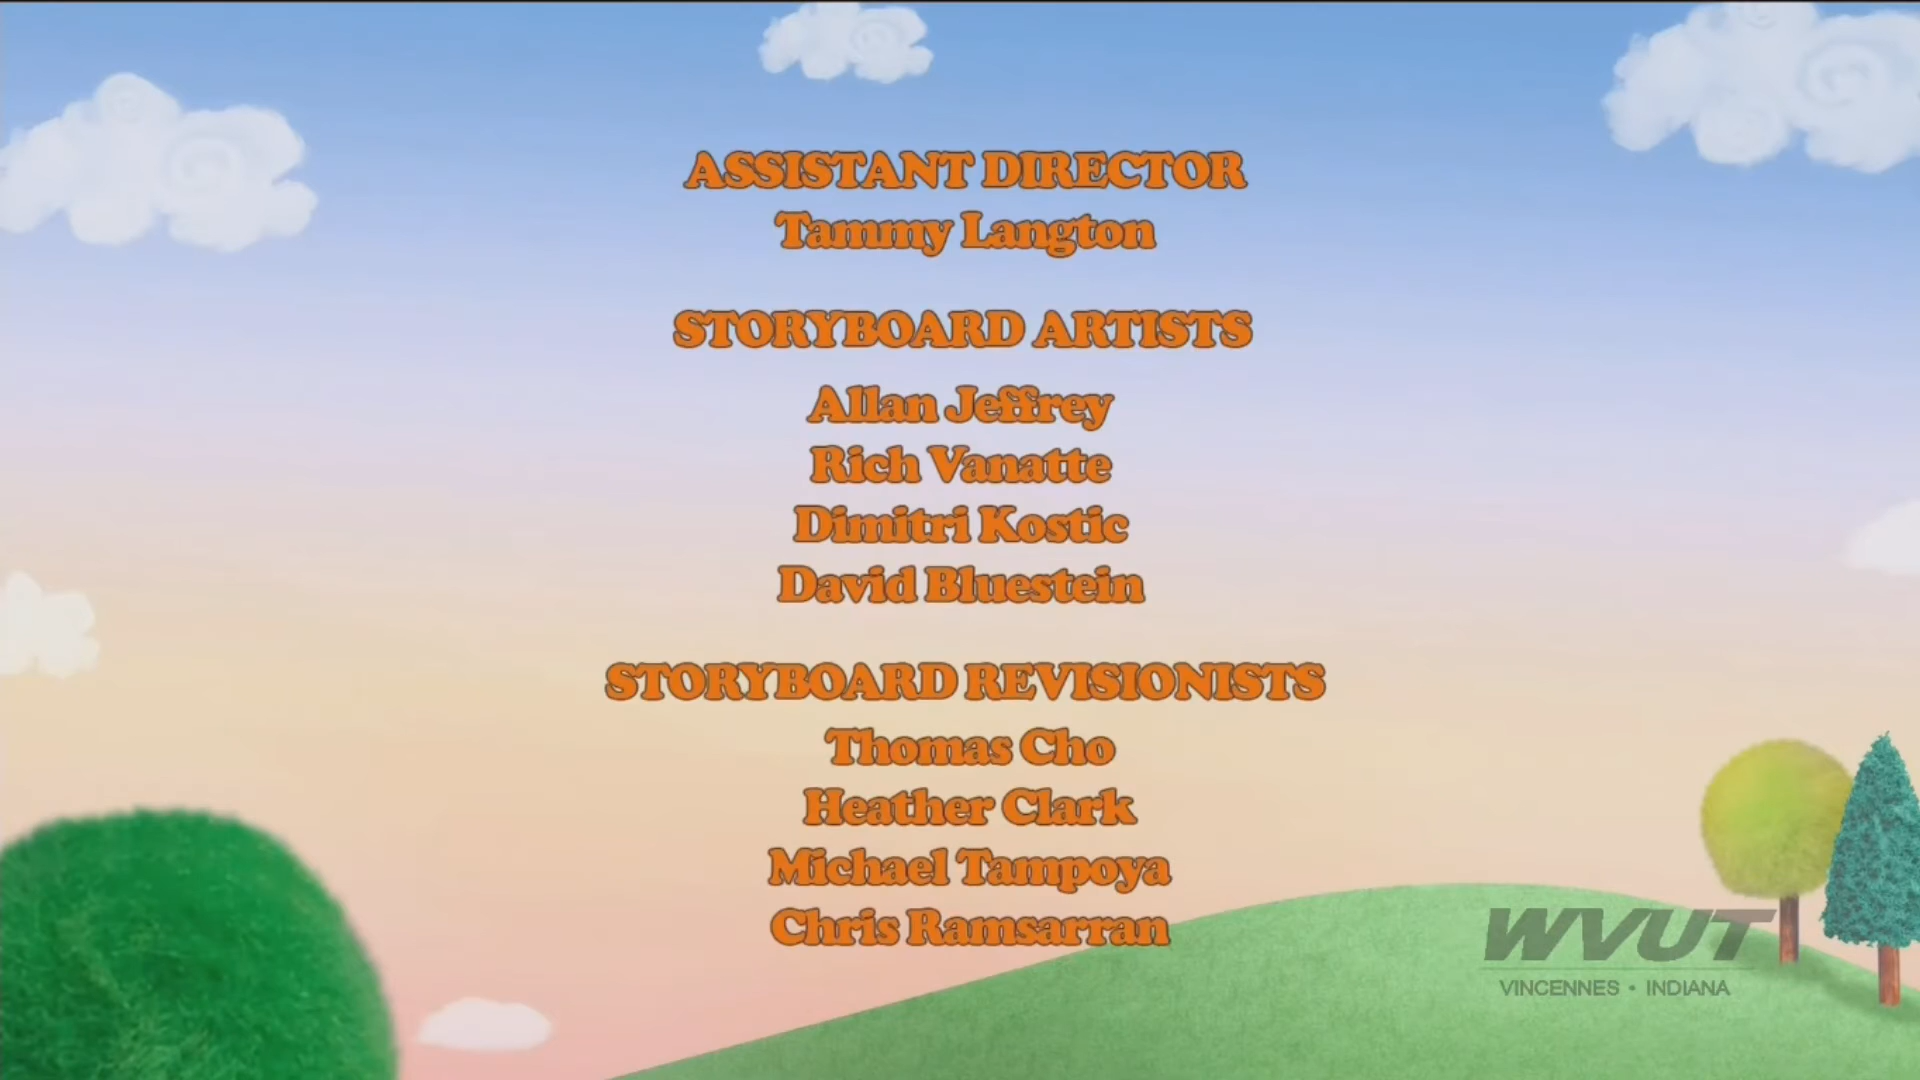 ASSISTANT DIRECTOR
Tammy Langton
STORYBOARD ARTISTS
Allan Jeffrey
Rich Vanatte
Dimitri Kostic
David Bluestein
STORYBOARD REVISIONISTS
Thomas Cho
Heather Clark
Michael Tampoya
Chris Ramsarran
WVUT
VINCENNES • INDIANA